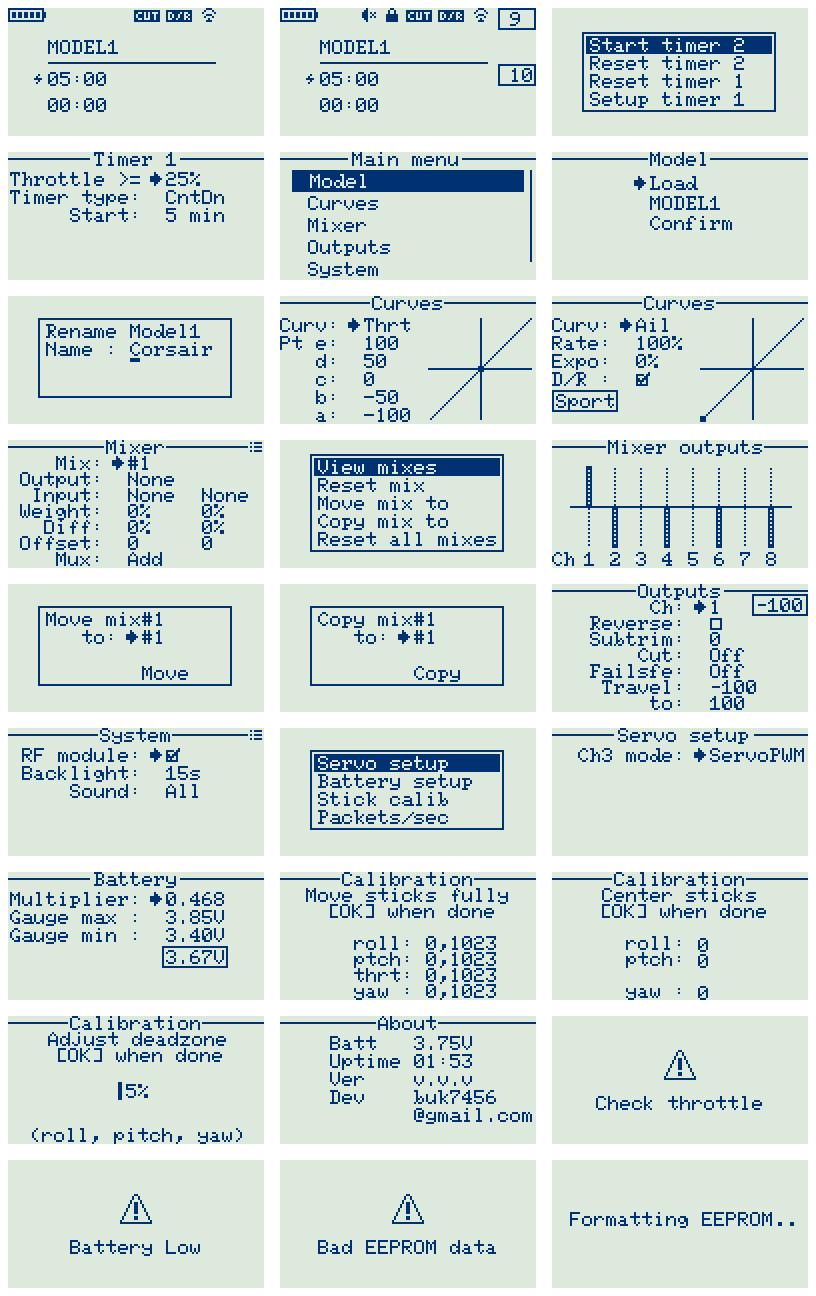 CUT D/R
MODEL1
05:00
00:00
CUT D/R 9
MODEL1
05:00 10
00:00
Start timer 2
Reset timer 2
Reset timer 1
Setup timer 1
Timer 1
Throttle >= 25%
Timer type: CntDn
Start: 5 min
Main menu
Model
Curves
Mixer
Outputs
System
Model
Load
MODEL1
Confirm
Rename Model1
Name : Corsair
Curves
Curv: Thrt
Pt e: 100
d: 50
c: 0
b: -50
a: -100
Curves
Curv: Ail
Rate: 100%
Expo: 0%
D/R :
Sport
Mixer
Mix: #1
Output: None
Input: None None
Weight: 0% 0%
Diff: 0% 0%
Offset: 0 0
Mux: Add
View mixes
Reset mix
Move mix to
Copy mix to
Reset all mixes
Mixer outputs
Ch 1 2 3 4 5 6 7 8
Move mix#1
to: #1
Move
Copy mix#1
to: #1
Copy
Outputs
Ch: 1 -100
Reverse:
Subtrim: 0
Cut: Off
Failsfe: Off
Travel: -100
to: 100
System
RF module:
Backlight: 15s
Sound: All
Servo setup
Battery setup
Stick calib
Packets/sec
Servo setup
Ch3 mode: ServoPWM
Battery
Multiplier: 0.468
Gauge max : 3.85V
Gauge min : 3.40V
3.67V
Calibration
Move sticks fully
[OK] when done
roll: 0,1023
ptch: 0,1023
thrt: 0,1023
yaw : 0,1023
Calibration
Center sticks
[OK] when done
roll: 0
ptch: 0
yaw : 0
Calibration
Adjust deadzone
[OK] when done
5%
(roll, pitch, yaw)
About
Batt 3.75V
Uptime 01:53
Ver v.v.v
Dev buk7456
@gmail.com
Check throttle
Battery Low
Bad EEPROM data
Formatting EEPROM..